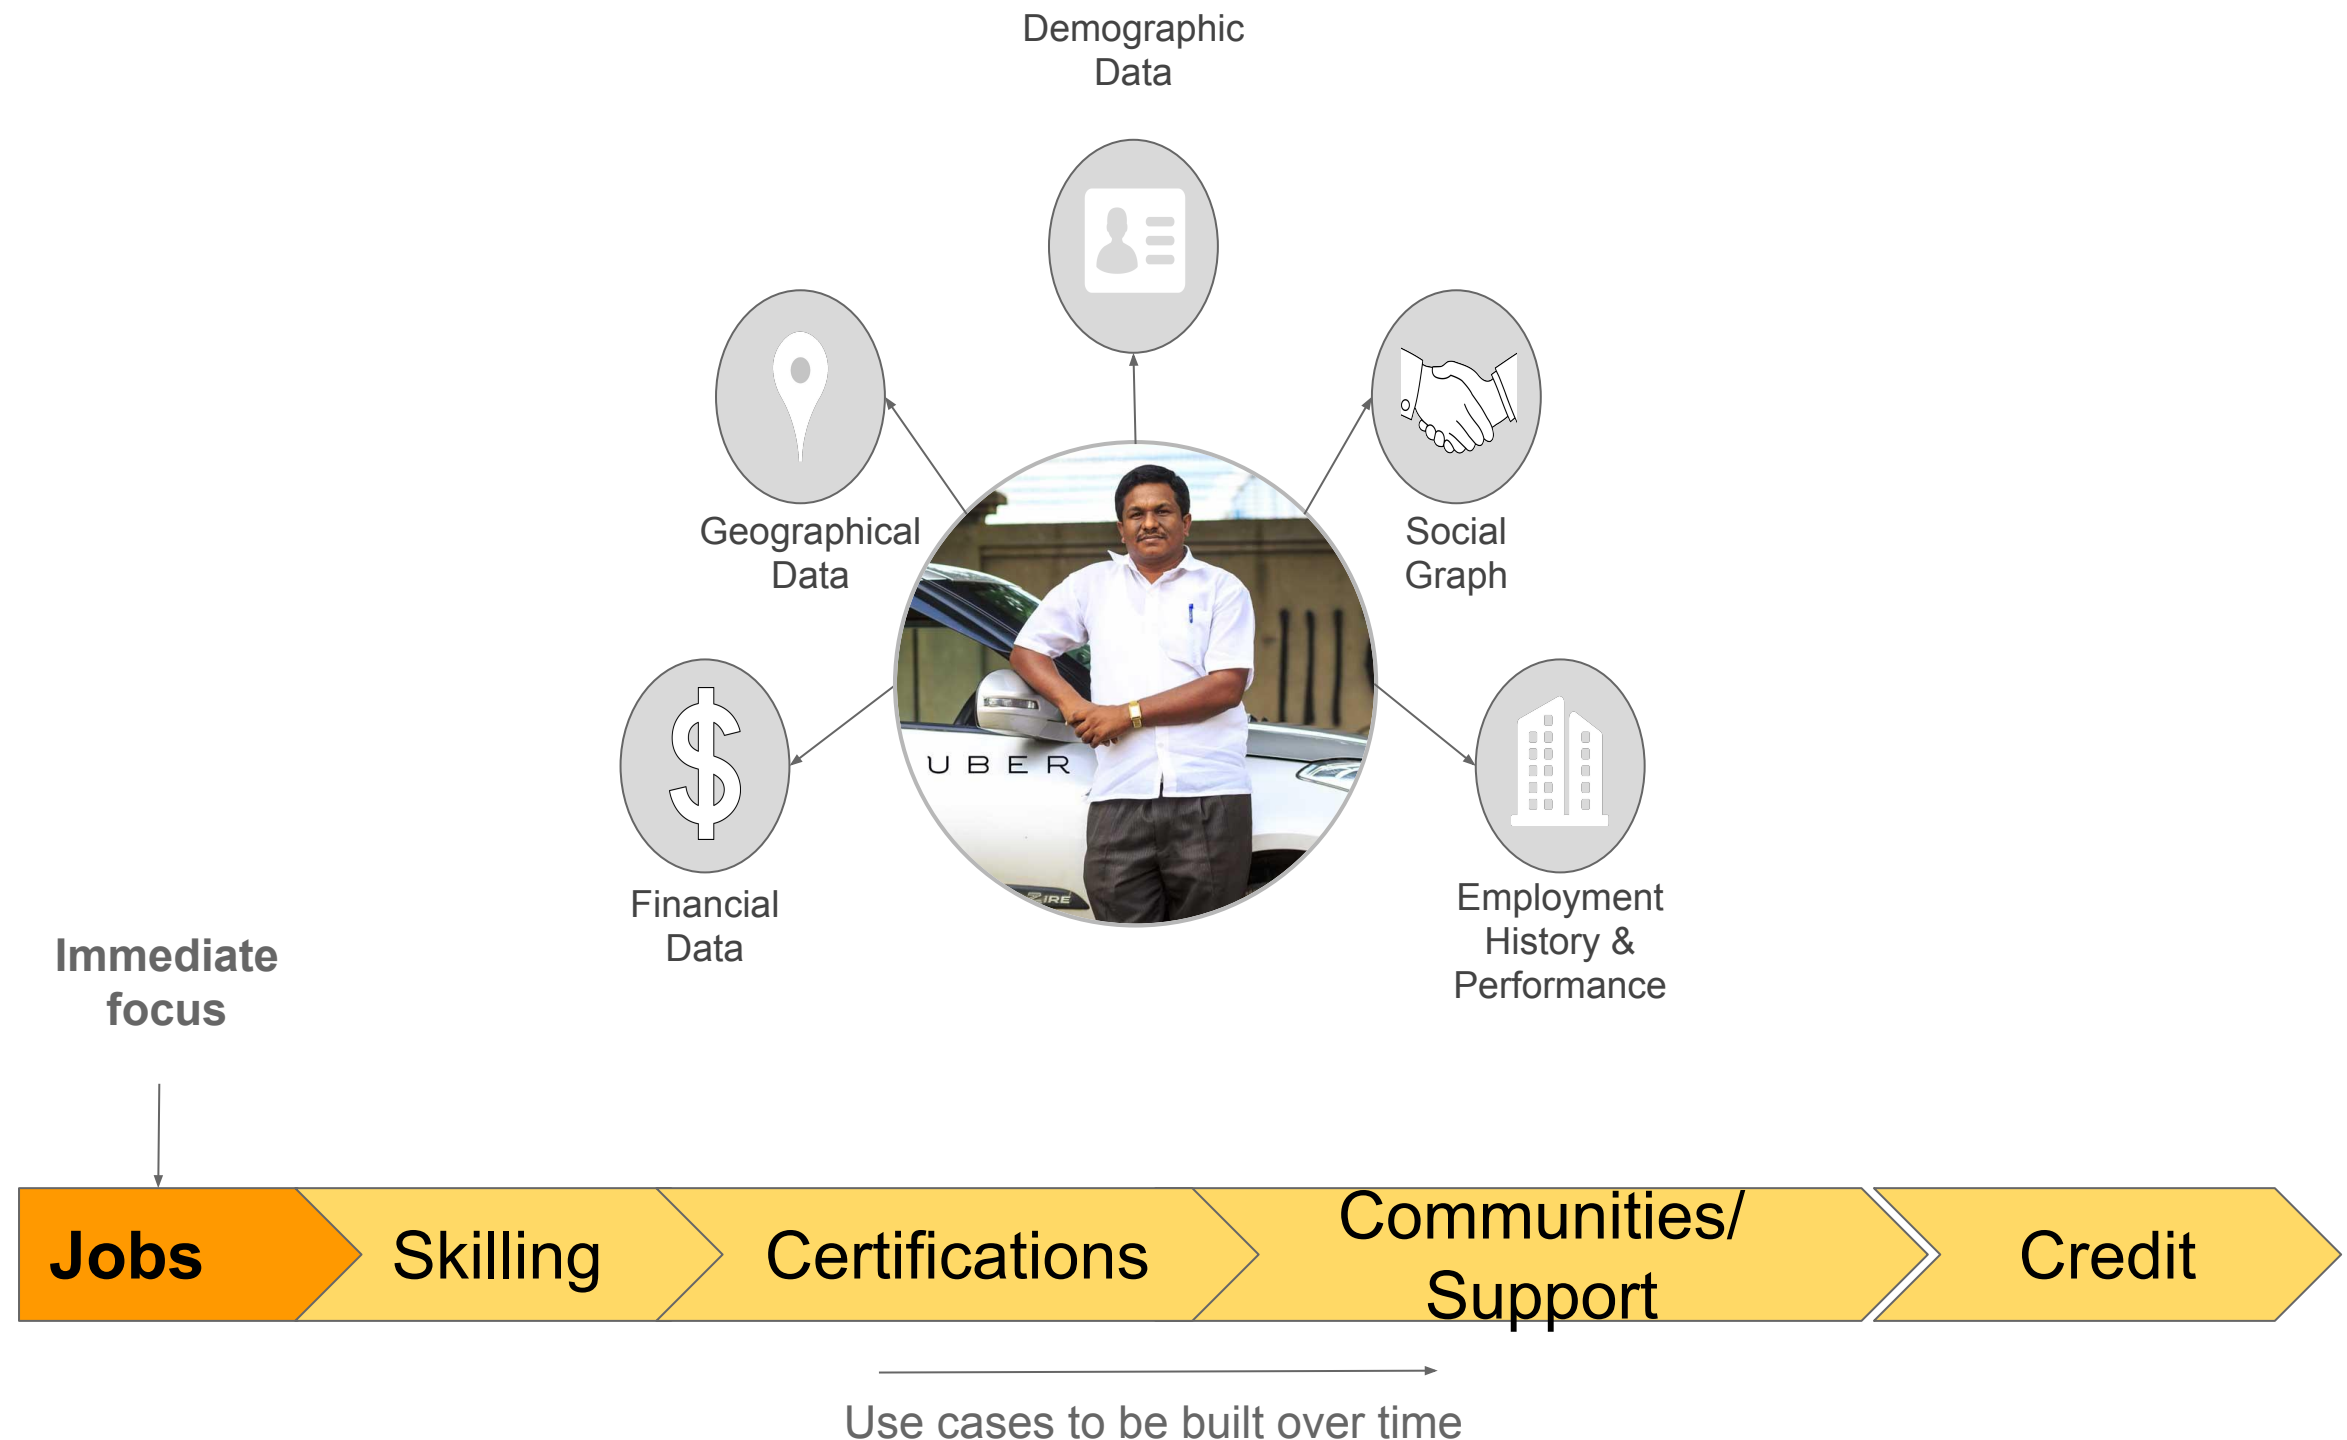 Demographic
Data
Geographical
Data
Social
Graph
UBER
ZIRE
Financial
Data
Employment
History &
Performance
Immediate
focus
Jobs
Skilling
Certifications
Communities/
Support
Credit
Use cases to be built over time